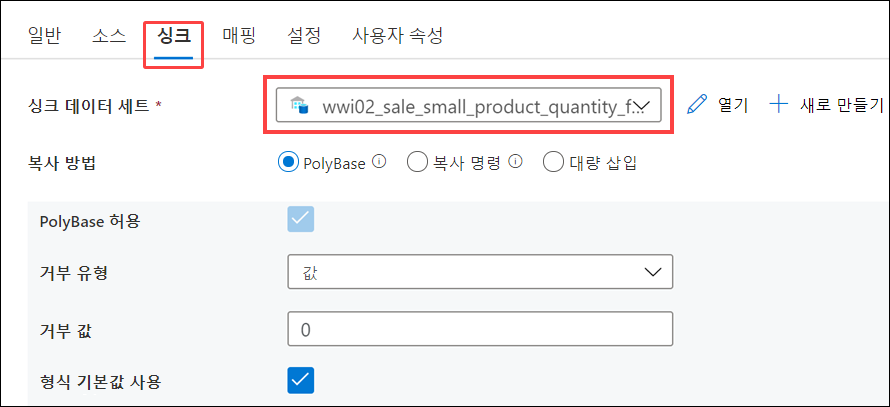 일반 소스 싱크 매핑 설정 사용자 속성
싱크 데이터 세트 * wwi02_sale_small_product_quantity_f... 열기 새로 만들기
복사 방법 PolyBase 복사 명령 대량 삽입
PolyBase 허용
거부 유형 값
거부 값 0
형식 기본값 사용